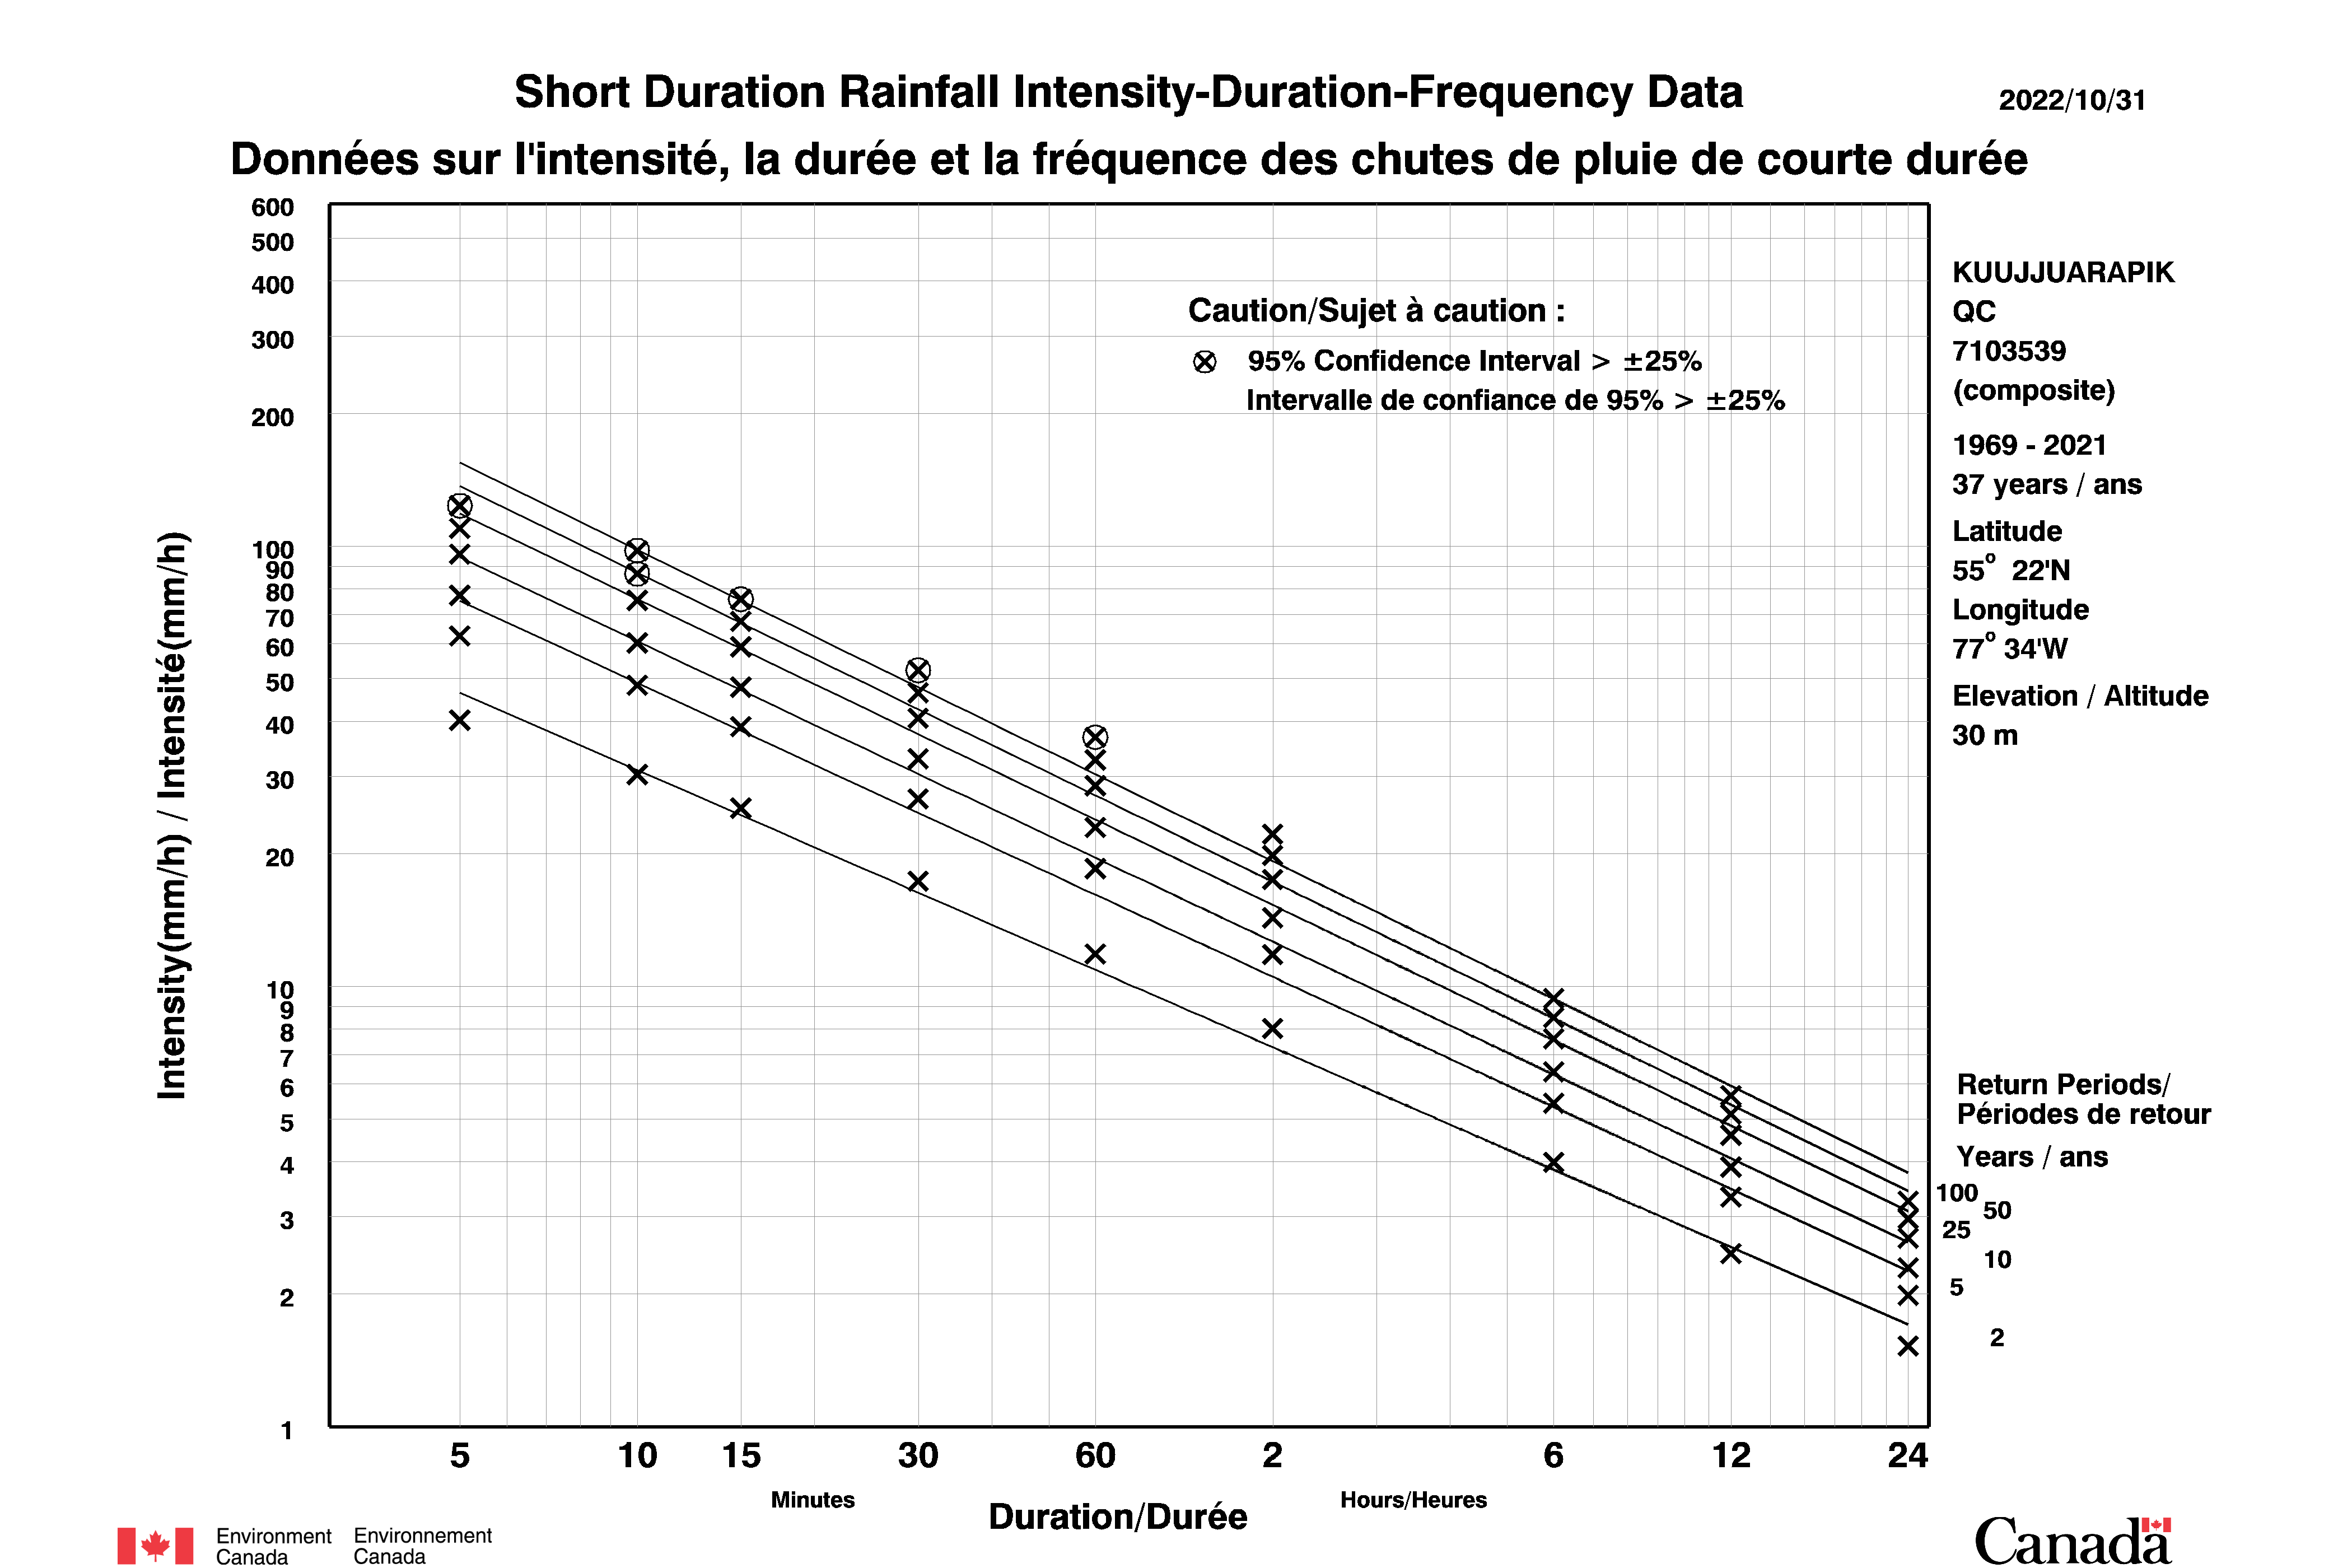 Short Duration Rainfall Intensity-Duration-Frequency Data
2022/10/31
Données sur l'intensité, la durée et la fréquence des chutes de pluie de courte durée
600
500
400
300
200
100
90
80
70
60
50
40
30
20
10
9
8
7
6
5
4
3
2
1
Intensity(mm/h) / Intensité(mm/h)
Caution/Sujet à caution :
95% Confidence Interval > ±25%
Intervalle de confiance de 95% > ±25%
KUUJJUARAPIK
QC
7103539
(composite)
1969 - 2021
37 years / ans
Latitude
55° 22'N
Longitude
77° 34'W
Elevation / Altitude
30 m
Return Periods/
Périodes de retour
Years / ans
100
50
25
10
5
2
5 10 15 30 60 2 6 12 24
Minutes
Hours/Heures
Duration/Durée
Environment Environnement
Canada Canada
Canada